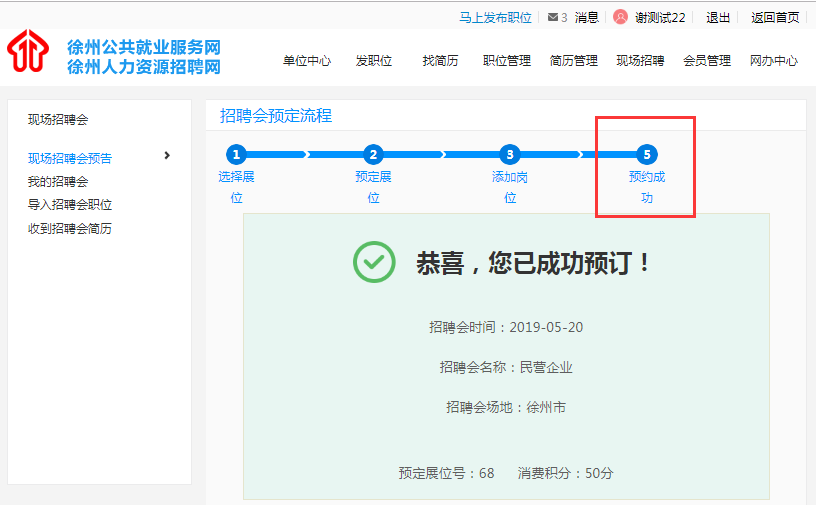 马上发布职位 3 消息 谢测试22 退出 返回首页
徐州公共就业服务网
徐州人力资源招聘网
单位中心 发职位 找简历 职位管理 简历管理 现场招聘 会员管理 网办中心
现场招聘会
现场招聘会预告
我的招聘会
导入招聘会职位
收到招聘会简历
招聘会预定流程
1 2 3 5
选择展 预定展 添加岗 预约成
位 位 位 功
恭喜，您已成功预订！
招聘会时间：2019-05-20
招聘会名称：民营企业
招聘会场地：徐州市
预定展位号：68 消费积分：50分